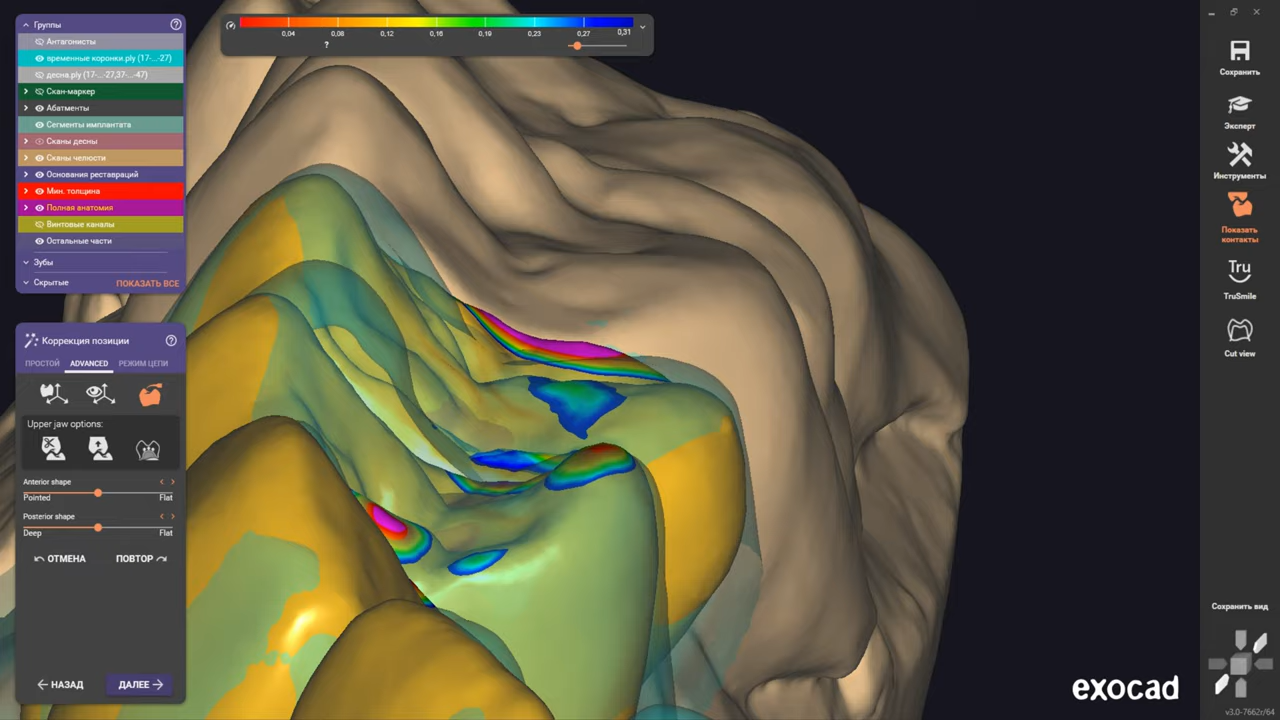 Группы
Антагонисты
временные коронки.ply (17-...-27)
десна.ply (17-...-27,37-...-47)
Скан-маркер
Абатменты
Сегменты имплантата
Сканы десны
Сканы челюсти
Основания реставраций
Мин. толщина
Полная анатомия
Винтовые каналы
Остальные части
Зубы
Скрытые
ПОКАЗАТЬ ВСЕ
0,04 0,08 0,12 0,16 0,19 0,23 0,27 0,31
?
Коррекция позиции
ПРОСТОЙ ADVANCED РЕЖИМ ЦЕПИ
Upper jaw options:
Anterior shape
Pointed Flat
Posterior shape
Deep Flat
ОТМЕНА ПОВТОР
НАЗАД ДАЛЕЕ
Сохранить
Эксперт
Инструменты
Показать
контакты
Tru
TruSmile
Cut view
Сохранить вид
exocad
v3.0-7662r/64